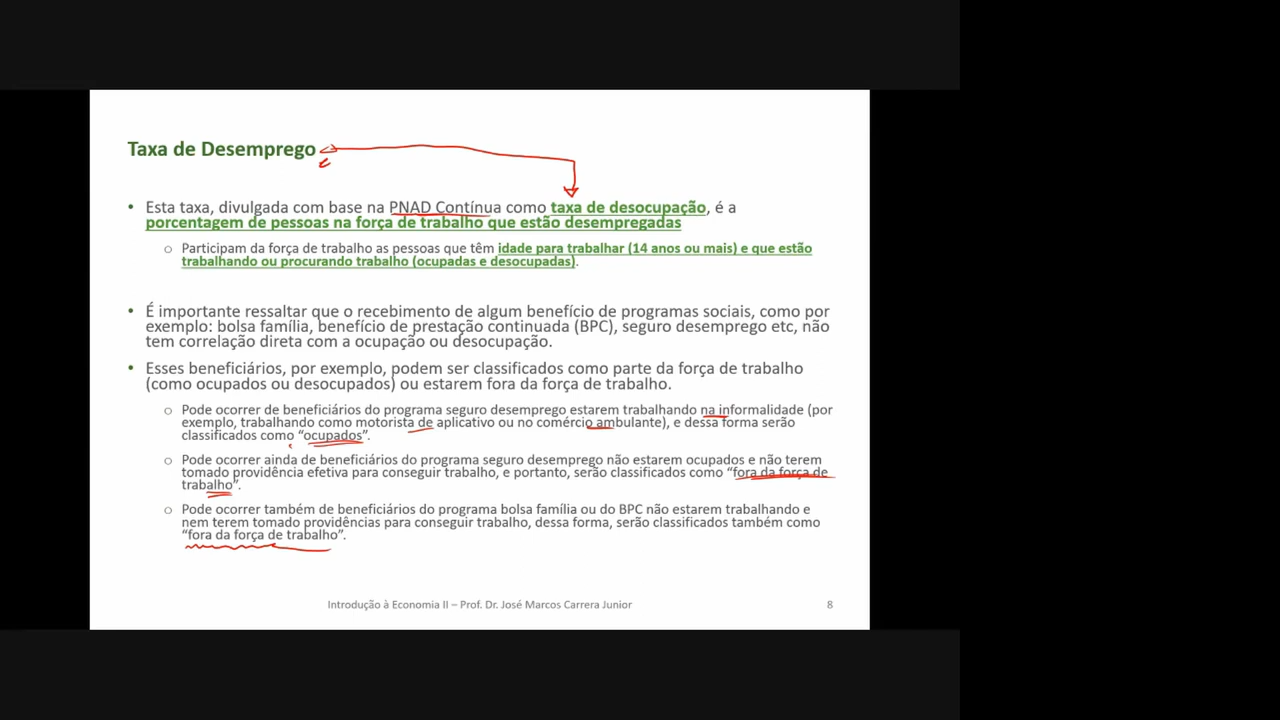 Taxa de Desemprego
• Esta taxa, divulgada com base na PNAD Contínua como taxa de desocupação, é a
porcentagem de pessoas na força de trabalho que estão desempregadas
○ Participam da força de trabalho as pessoas que têm idade para trabalhar (14 anos ou mais) e que estão
trabalhando ou procurando trabalho (ocupadas e desocupadas).
• É importante ressaltar que o recebimento de algum benefício de programas sociais, como por
exemplo: bolsa família, benefício de prestação continuada (BPC), seguro desemprego etc, não
tem correlação direta com a ocupação ou desocupação.
• Esses beneficiários, por exemplo, podem ser classificados como parte da força de trabalho
(como ocupados ou desocupados) ou estarem fora da força de trabalho.
○ Pode ocorrer de beneficiários do programa seguro desemprego estarem trabalhando na informalidade (por
exemplo, trabalhando como motorista de aplicativo ou no comércio ambulante), e dessa forma serão
classificados como “ocupados”.
○ Pode ocorrer ainda de beneficiários do programa seguro desemprego não estarem ocupados e não terem
tomado providência efetiva para conseguir trabalho, e portanto, serão classificados como “fora da força de
trabalho”.
○ Pode ocorrer também de beneficiários do programa bolsa família ou do BPC não estarem trabalhando e
nem terem tomado providências para conseguir trabalho, dessa forma, serão classificados também como
“fora da força de trabalho”.
Introdução à Economia II – Prof. Dr. José Marcos Carrera Junior
8